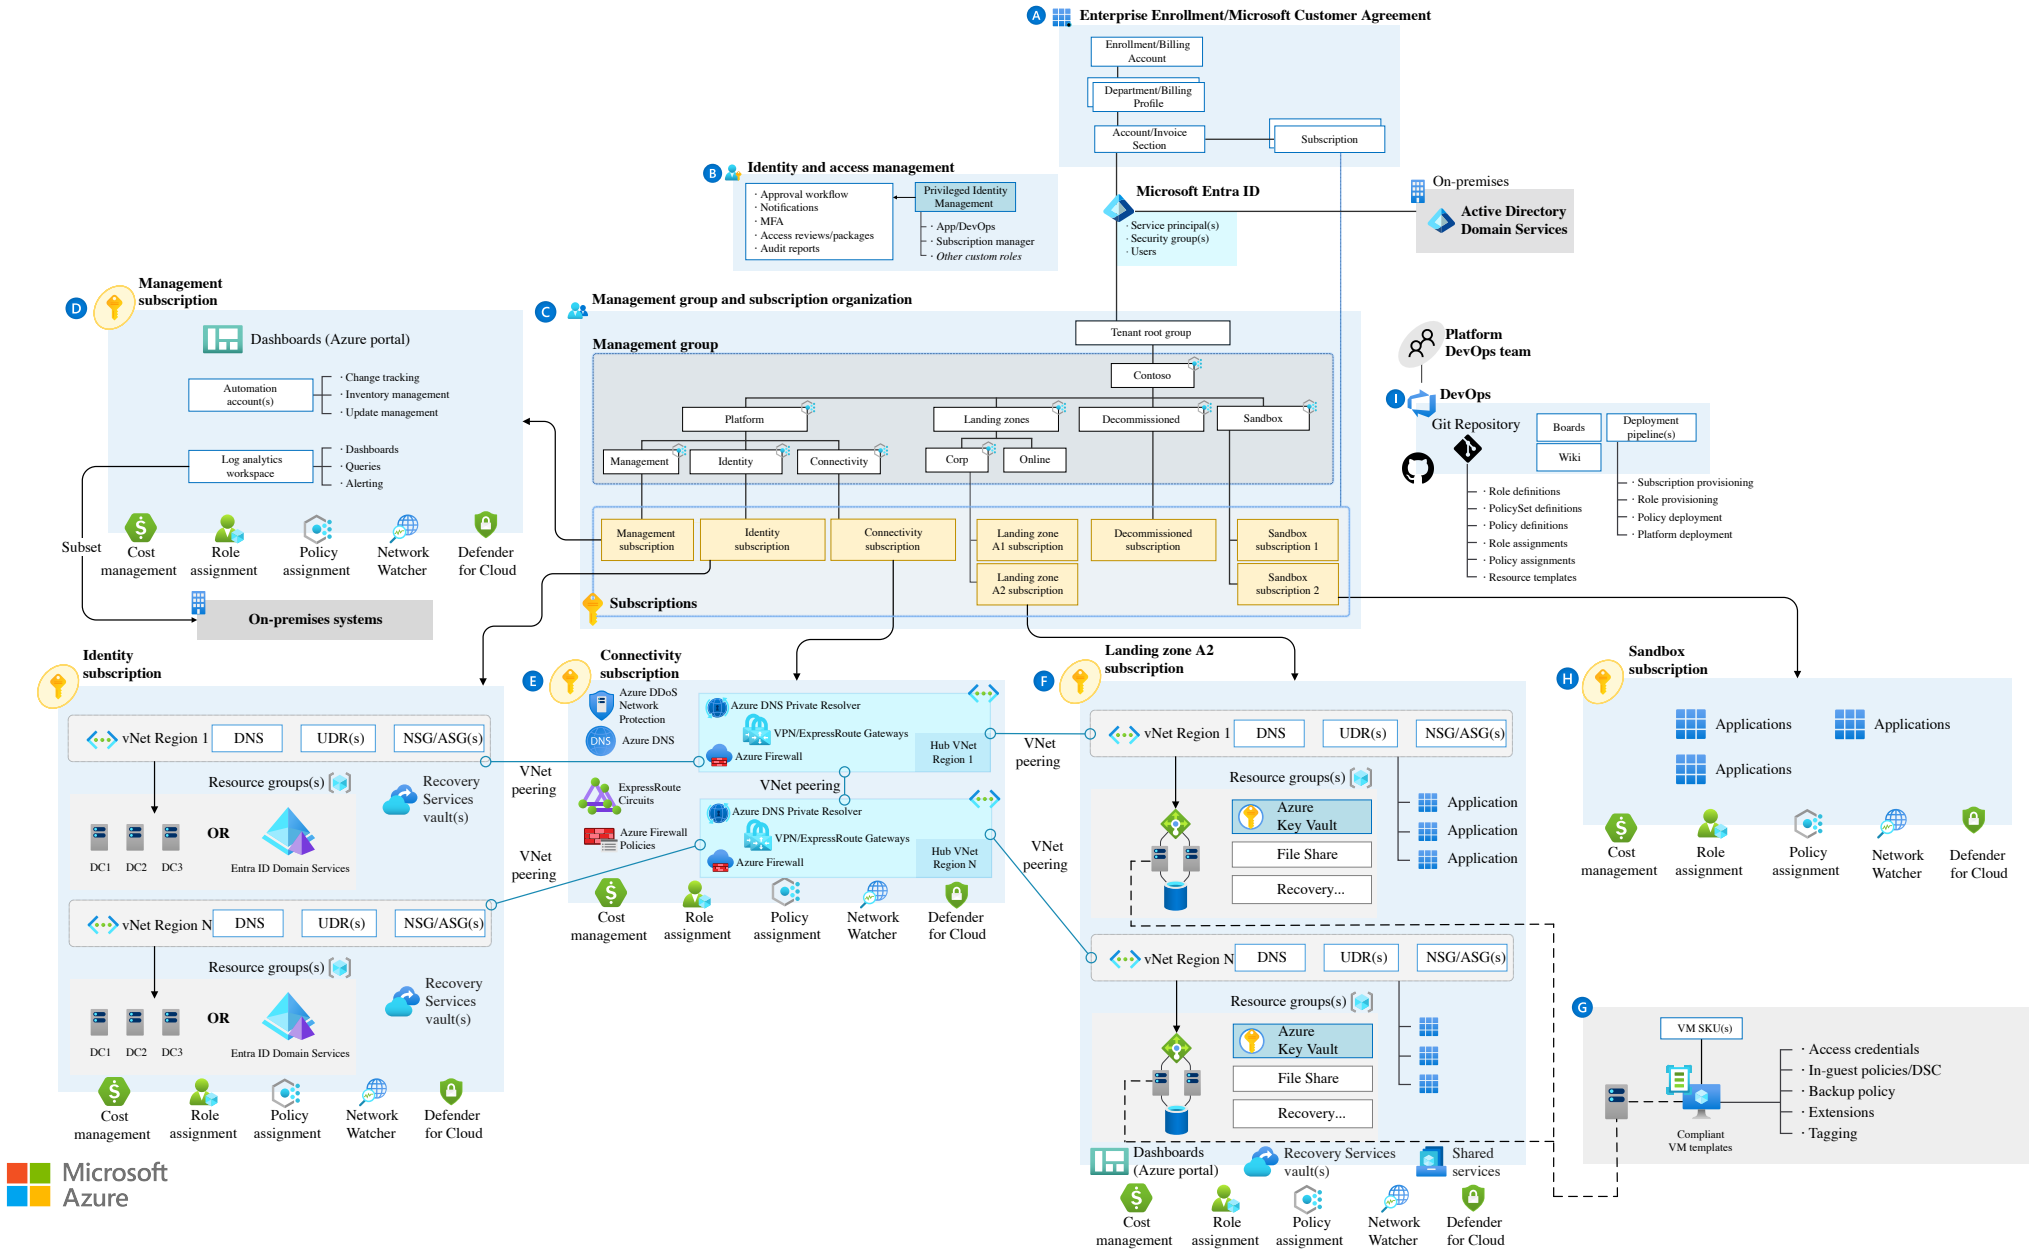 A
Enterprise Enrollment/Microsoft Customer Agreement
Enrollment/Billing
Account
Department/Billing
Profile
Account/Invoice
Section
Subscription
B
Identity and access management
· Approval workflow
· Notifications
· MFA
· Access reviews/packages
· Audit reports
Privileged Identity
Management
· App/DevOps
· Subscription manager
· Other custom roles
Microsoft Entra ID
· Service principal(s)
· Security group(s)
· Users
On-premises
Active Directory
Domain Services
D
Management
subscription
Dashboards (Azure portal)
Automation
account(s)
· Change tracking
· Inventory management
· Update management
Log analytics
workspace
· Dashboards
· Queries
· Alerting
Subset
Cost
management
Role
assignment
Policy
assignment
Network
Watcher
Defender
for Cloud
On-premises systems
C
Management group and subscription organization
Tenant root group
Management group
Contoso
Platform
Landing zones
Decommissioned
Sandbox
Management
Identity
Connectivity
Corp
Online
Management
subscription
Identity
subscription
Connectivity
subscription
Landing zone
A1 subscription
Decommissioned
subscription
Sandbox
subscription 1
Landing zone
A2 subscription
Sandbox
subscription 2
Subscriptions
Platform
DevOps team
I
DevOps
Git Repository
Boards
Wiki
Deployment
pipeline(s)
· Role definitions
· PolicySet definitions
· Policy definitions
· Role assignments
· Policy assignments
· Resource templates
· Subscription provisioning
· Role provisioning
· Policy deployment
· Platform deployment
Identity
subscription
vNet Region 1
DNS
UDR(s)
NSG/ASG(s)
Resource groups(s)
Recovery
Services
vault(s)
DC1
DC2
DC3
OR
Entra ID Domain Services
vNet Region N
DNS
UDR(s)
NSG/ASG(s)
Resource groups(s)
Recovery
Services
vault(s)
DC1
DC2
DC3
OR
Entra ID Domain Services
Cost
management
Role
assignment
Policy
assignment
Network
Watcher
Defender
for Cloud
VNet
peering
VNet
peering
E
Connectivity
subscription
Azure DDoS
Network
Protection
DNS
Azure DNS
ExpressRoute
Circuits
Azure Firewall
Policies
Azure DNS Private Resolver
VPN/ExpressRoute Gateways
Azure Firewall
Hub VNet
Region 1
VNet peering
Azure DNS Private Resolver
VPN/ExpressRoute Gateways
Azure Firewall
Hub VNet
Region N
Cost
management
Role
assignment
Policy
assignment
Network
Watcher
Defender
for Cloud
VNet
peering
VNet
peering
F
Landing zone A2
subscription
vNet Region 1
DNS
UDR(s)
NSG/ASG(s)
Resource groups(s)
Azure
Key Vault
File Share
Recovery...
Application
Application
Application
vNet Region N
DNS
UDR(s)
NSG/ASG(s)
Resource groups(s)
Azure
Key Vault
File Share
Recovery...
Dashboards
(Azure portal)
Recovery Services
vault(s)
Shared
services
Cost
management
Role
assignment
Policy
assignment
Network
Watcher
Defender
for Cloud
H
Sandbox
subscription
Applications
Applications
Applications
Cost
management
Role
assignment
Policy
assignment
Network
Watcher
Defender
for Cloud
G
VM SKU(s)
Compliant
VM templates
· Access credentials
· In-guest policies/DSC
· Backup policy
· Extensions
· Tagging
Microsoft
Azure